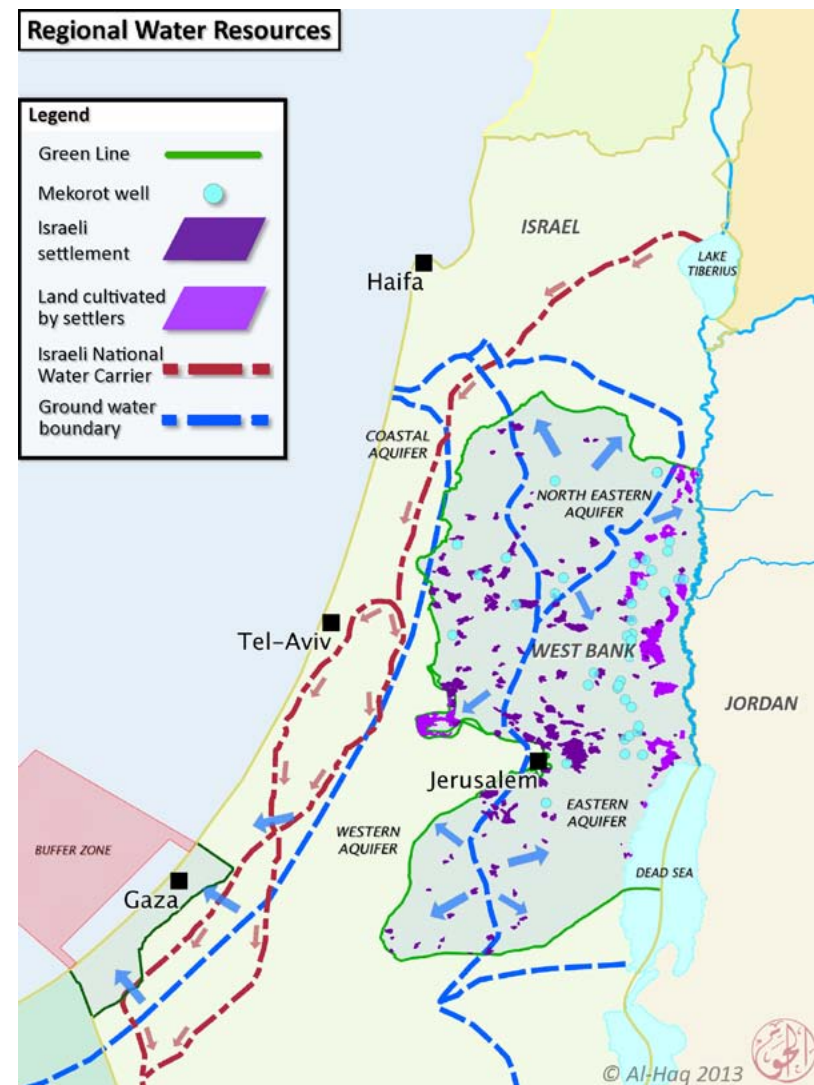 Regional Water Resources
Legend
Green Line
Mekorot well
Israeli
settlement
Land cultivated
by settlers
Israeli National
Water Carrier
Ground water
boundary
ISRAEL
LAKE
TIBERIUS
Haifa
COASTAL
AQUIFER
NORTH EASTERN
AQUIFER
Tel-Aviv
WEST BANK
JORDAN
Jerusalem
EASTERN
AQUIFER
WESTERN
AQUIFER
BUFFER ZONE
DEAD SEA
Gaza
الحق
© Al-Haq 2013